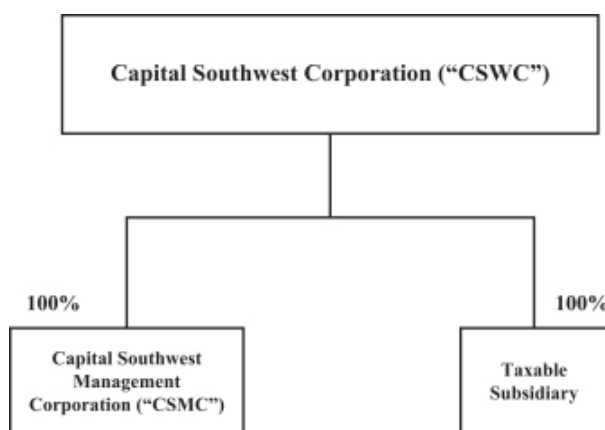 Capital Southwest Corporation (“CSWC”)
100%
100%
Capital Southwest
Management
Corporation (“CSMC”)
Taxable
Subsidiary